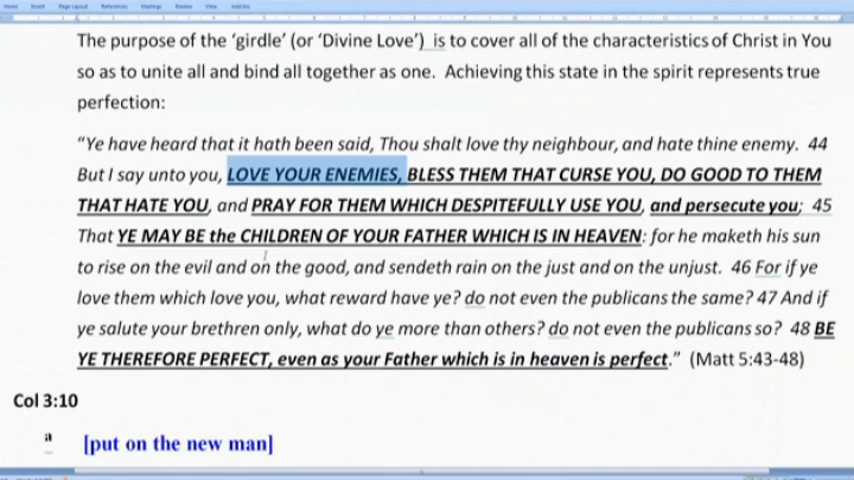 Home Insert Page Layout References Mailings Review View Add-Ins
The purpose of the 'girdle' (or 'Divine Love') is to cover all of the characteristics of Christ in You
so as to unite all and bind all together as one. Achieving this state in the spirit represents true
perfection:
"Ye have heard that it hath been said, Thou shalt love thy neighbour, and hate thine enemy. 44
But I say unto you, LOVE YOUR ENEMIES, BLESS THEM THAT CURSE YOU, DO GOOD TO THEM
THAT HATE YOU, and PRAY FOR THEM WHICH DESPITEFULLY USE YOU, and persecute you; 45
That YE MAY BE the CHILDREN OF YOUR FATHER WHICH IS IN HEAVEN: for he maketh his sun
to rise on the evil and on the good, and sendeth rain on the just and on the unjust. 46 For if ye
love them which love you, what reward have ye? do not even the publicans the same? 47 And if
ye salute your brethren only, what do ye more than others? do not even the publicans so? 48 BE
YE THEREFORE PERFECT, even as your Father which is in heaven is perfect." (Matt 5:43-48)
Col 3:10
a [put on the new man]